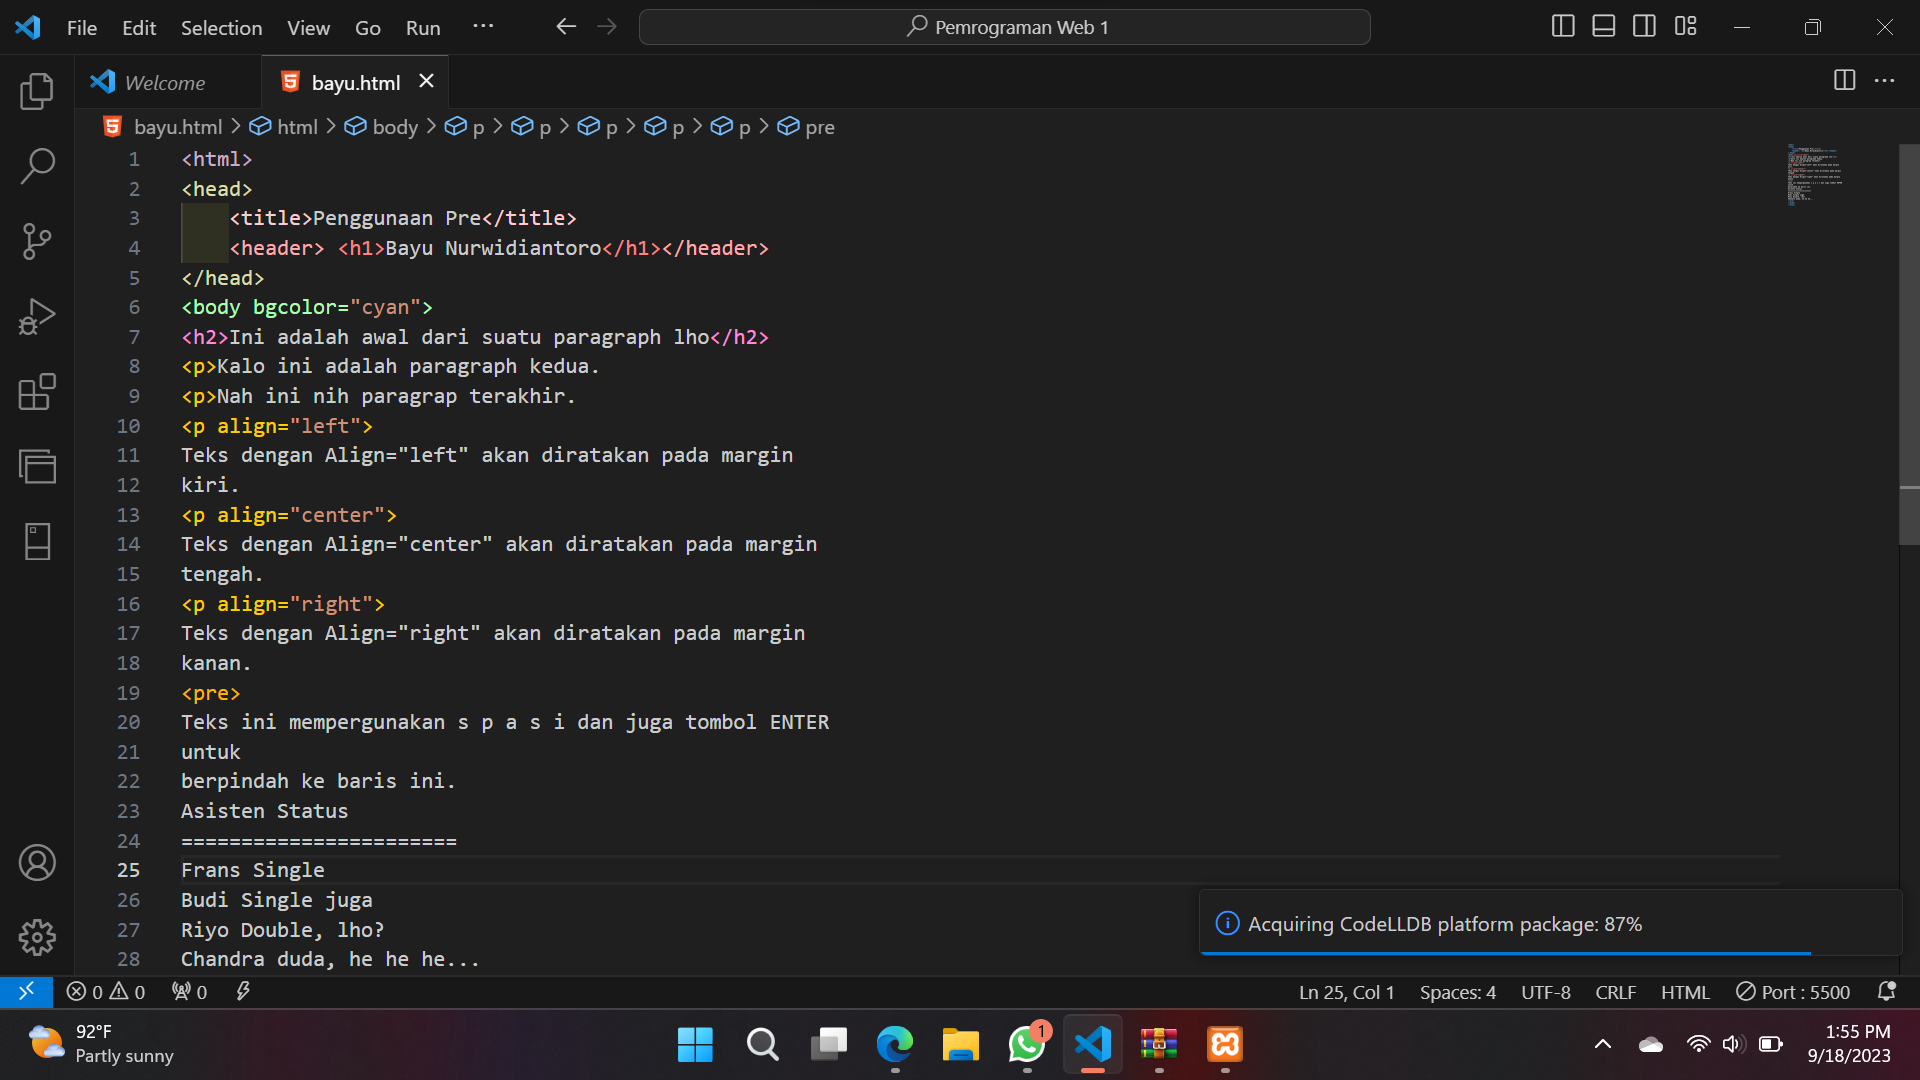 File Edit Selection View Go Run ...
Pemrograman Web 1
Welcome
bayu.html
bayu.html > html > body > p > p > p > p > p > pre
1 <html>
2 <head>
3 <title>Penggunaan Pre</title>
4 <header> <h1>Bayu Nurwidiantoro</h1></header>
5 </head>
6 <body bgcolor="cyan">
7 <h2>Ini adalah awal dari suatu paragraph lho</h2>
8 <p>Kalo ini adalah paragraph kedua.
9 <p>Nah ini nih paragrap terakhir.
10 <p align="left">
11 Teks dengan Align="left" akan diratakan pada margin
12 kiri.
13 <p align="center">
14 Teks dengan Align="center" akan diratakan pada margin
15 tengah.
16 <p align="right">
17 Teks dengan Align="right" akan diratakan pada margin
18 kanan.
19 <pre>
20 Teks ini mempergunakan s p a s i dan juga tombol ENTER
21 untuk
22 berpindah ke baris ini.
23 Asisten Status
24 =======================
25 Frans Single
26 Budi Single juga
27 Riyo Double, lho?
28 Chandra duda, he he he...
Acquiring CodeLLDB platform package: 87%
0 0 0
Ln 25, Col 1 Spaces: 4 UTF-8 CRLF HTML Port : 5500
92°F
Partly sunny
1
1:55 PM
9/18/2023